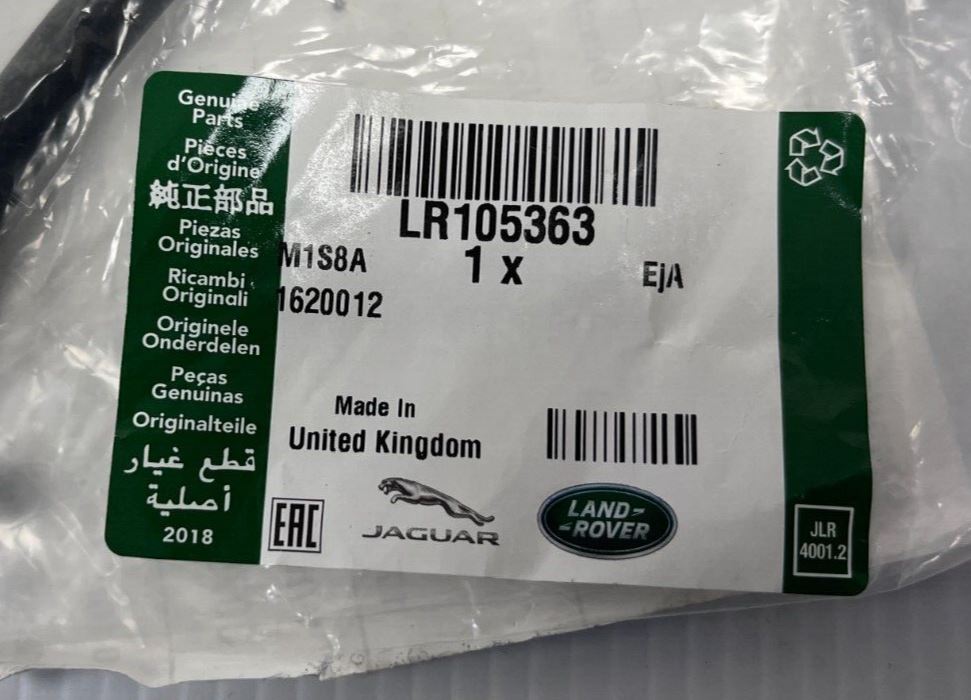 Genuine
Parts
Pièces
d'Origine
純正部品
Piezas
Originales
Ricambi
Originali
Originele
Onderdelen
Peças
Genuinas
Originalteile
قطع غيار
أصلية
2018
LR105363
M1S8A
1 x
EjA
1620012
Made In
United Kingdom
EAC
JAGUAR
LAND-
-ROVER
JLR
4001.2